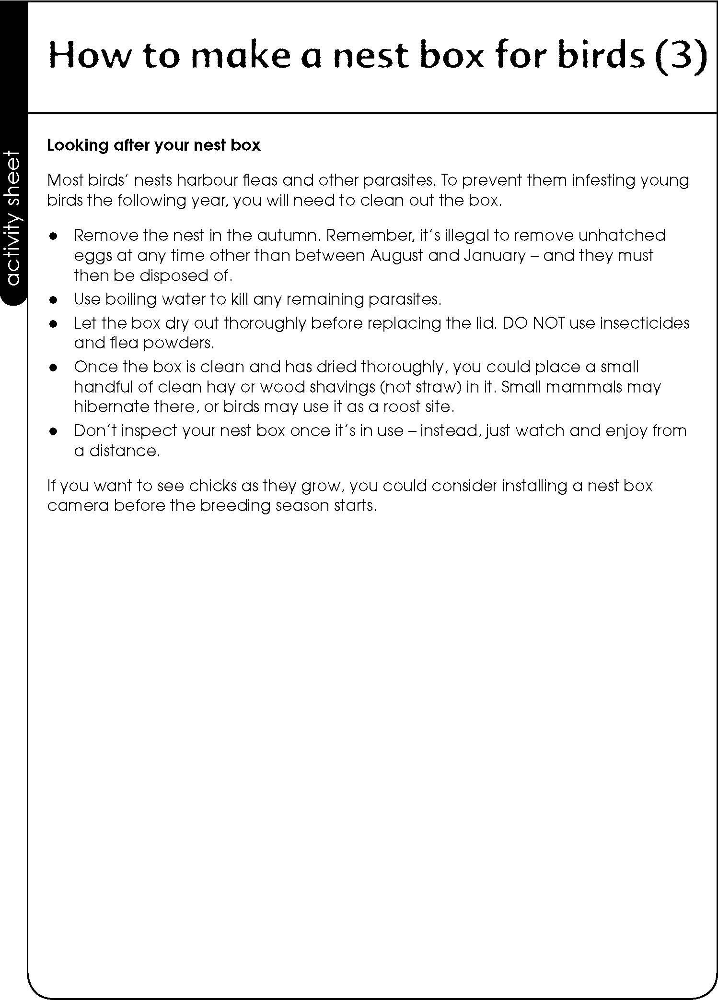 How to make a nest box for birds (3)
activity sheet
Looking after your nest box
Most birds’ nests harbour fleas and other parasites. To prevent them infesting young
birds the following year, you will need to clean out the box.
● Remove the nest in the autumn. Remember, it’s illegal to remove unhatched
eggs at any time other than between August and January – and they must
then be disposed of.
● Use boiling water to kill any remaining parasites.
● Let the box dry out thoroughly before replacing the lid. DO NOT use insecticides
and flea powders.
● Once the box is clean and has dried thoroughly, you could place a small
handful of clean hay or wood shavings (not straw) in it. Small mammals may
hibernate there, or birds may use it as a roost site.
● Don’t inspect your nest box once it’s in use – instead, just watch and enjoy from
a distance.
If you want to see chicks as they grow, you could consider installing a nest box
camera before the breeding season starts.